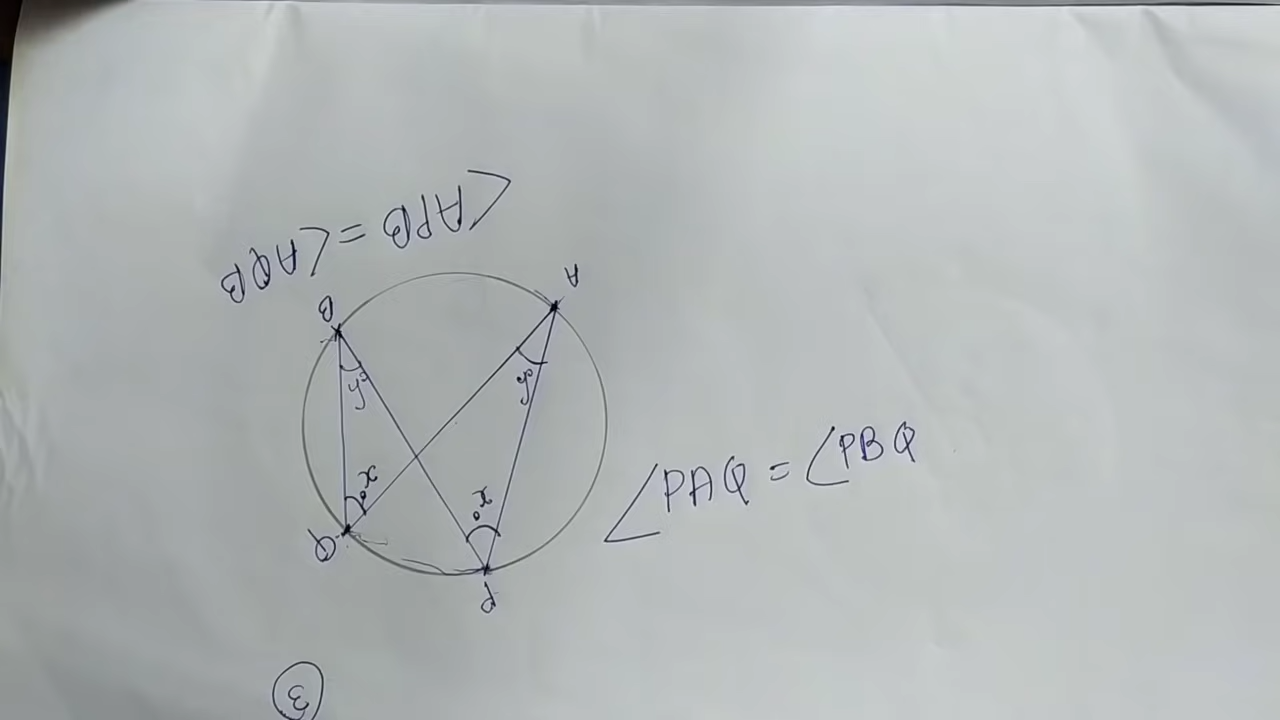 ③
∠APB = ∠AQB
A
B
y°
y°
x°
x°
Q
P
∠PAQ = ∠PBQ